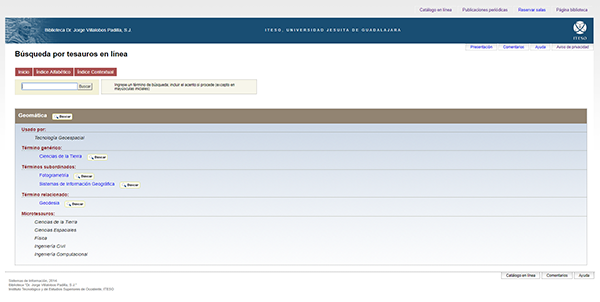 Catálogo en línea Publicaciones periódicas Reservar salas Página biblioteca
Biblioteca Dr. Jorge Villalobos Padilla, S.J.
ITESO, UNIVERSIDAD JESUITA DE GUADALAJARA
ITESO
Presentación Comentarios Ayuda Aviso de privacidad
Búsqueda por tesauros en línea
Inicio Índice Alfabético Índice Contextual
Buscar
Ingrese un término de búsqueda; incluir el acento si procede (excepto en mayúsculas iniciales)
Geomática Buscar
Usado por:
Tecnología Geoespacial
Término genérico:
Ciencias de la Tierra Buscar
Términos subordinados:
Fotogrametría Buscar
Sistemas de Información Geográfica Buscar
Término relacionado:
Geodesia Buscar
Microtesauros:
Ciencias de la Tierra
Ciencias Espaciales
Física
Ingeniería Civil
Ingeniería Computacional
Catálogo en línea Comentarios Ayuda
Sistemas de Información, 2014
Biblioteca "Dr. Jorge Villalobos Padilla, S.J."
Instituto Tecnológico y de Estudios Superiores de Occidente, ITESO